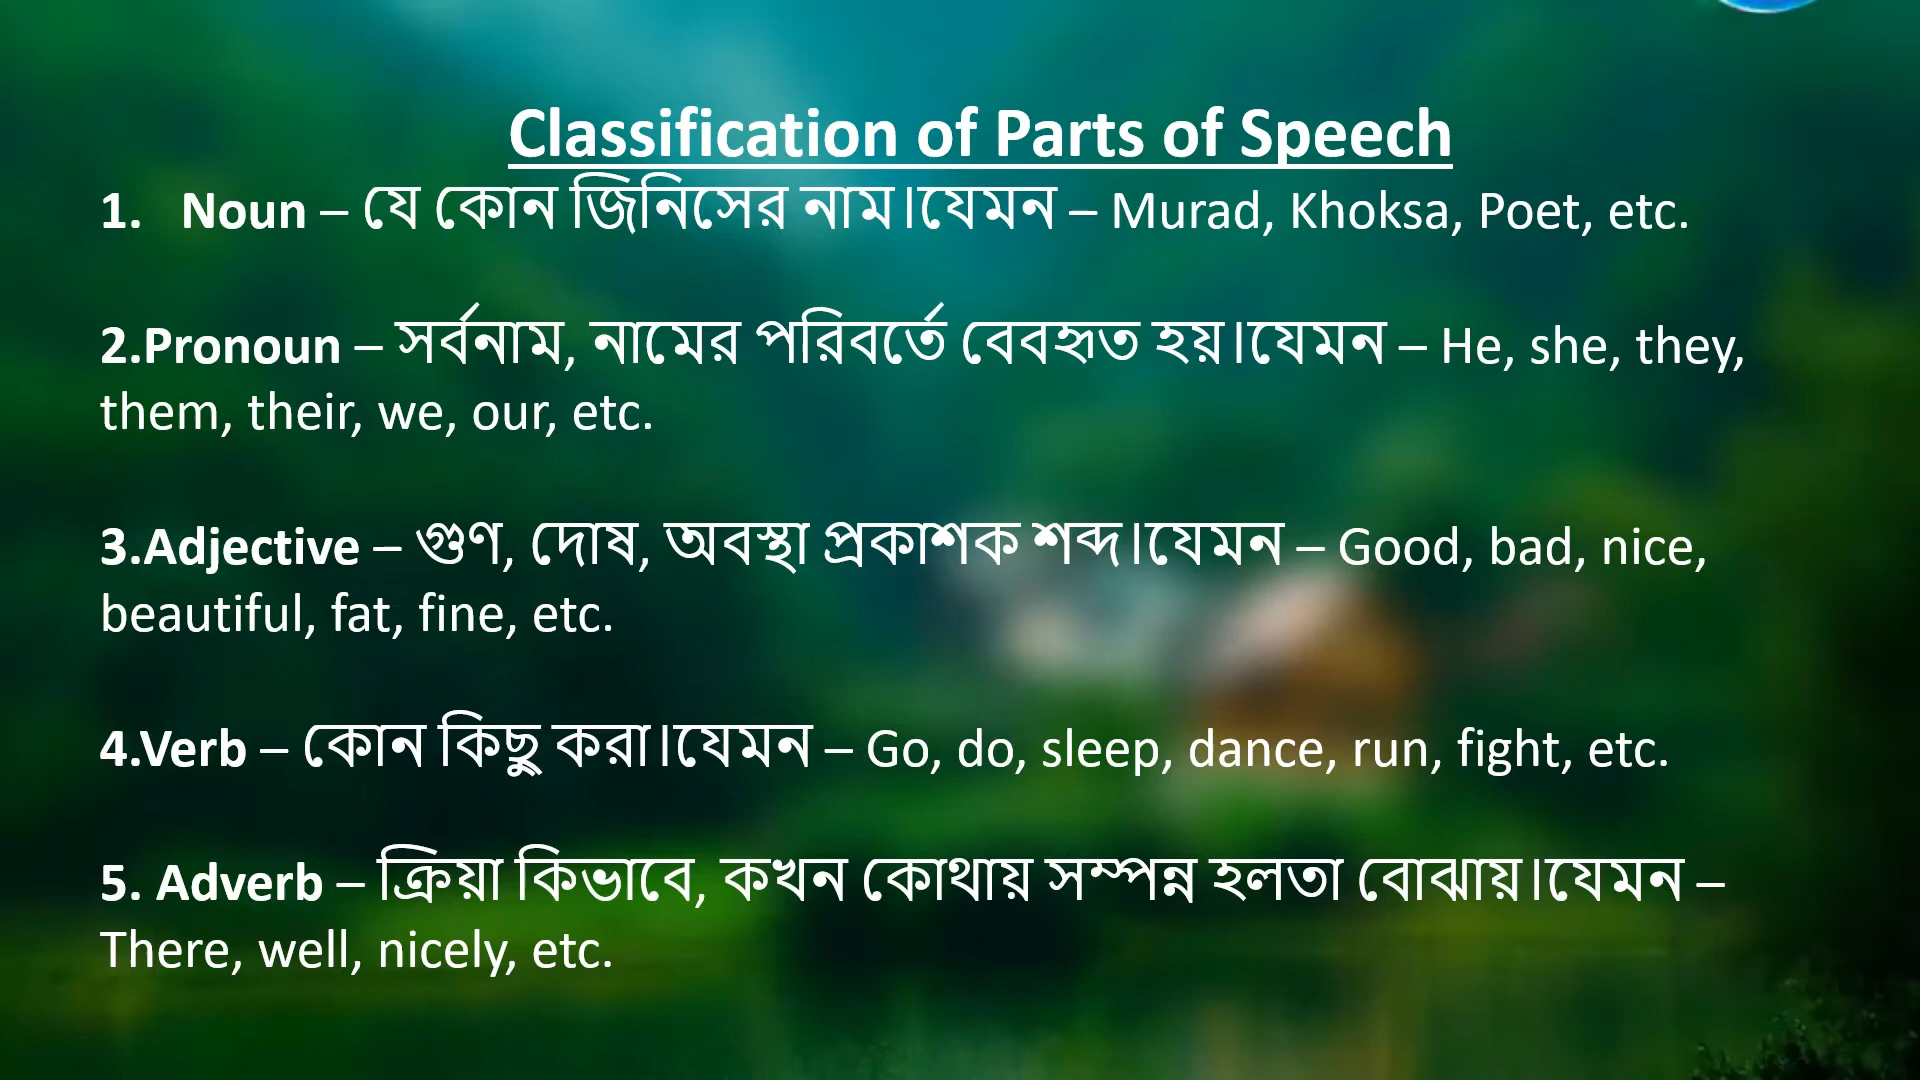 Classification of Parts of Speech
1. Noun – যে কোন জিনিসের নাম।যেমন – Murad, Khoksa, Poet, etc.
2.Pronoun – সর্বনাম, নামের পরিবর্তে বেবহৃত হয়।যেমন – He, she, they,
them, their, we, our, etc.
3.Adjective – গুণ, দোষ, অবস্থা প্রকাশক শব্দ।যেমন – Good, bad, nice,
beautiful, fat, fine, etc.
4.Verb – কোন কিছু করা।যেমন – Go, do, sleep, dance, run, fight, etc.
5. Adverb – ক্রিয়া কিভাবে, কখন কোথায় সম্পন্ন হলতা বোঝায়।যেমন –
There, well, nicely, etc.